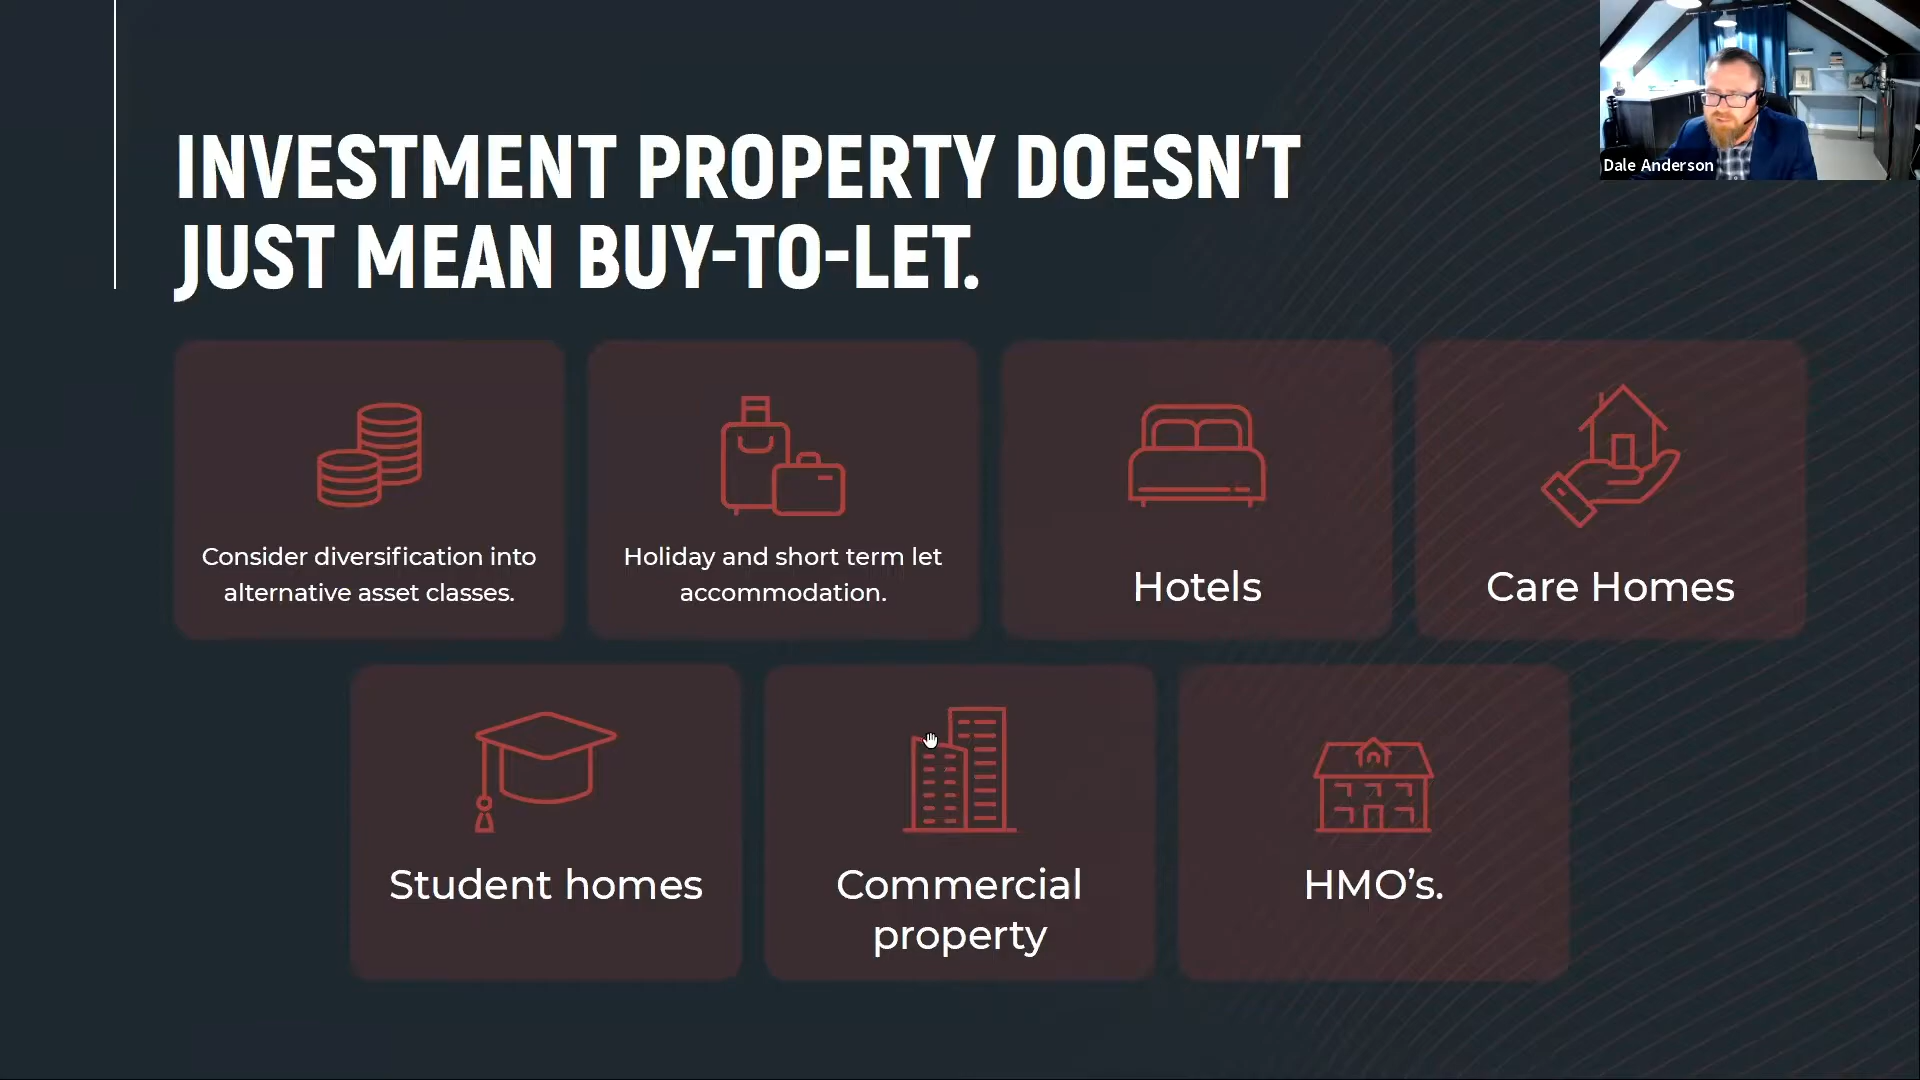 INVESTMENT PROPERTY DOESN'T
JUST MEAN BUY-TO-LET.
Dale Anderson
Consider diversification into
alternative asset classes.
Holiday and short term let
accommodation.
Hotels
Care Homes
Student homes
Commercial
property
HMO’s.